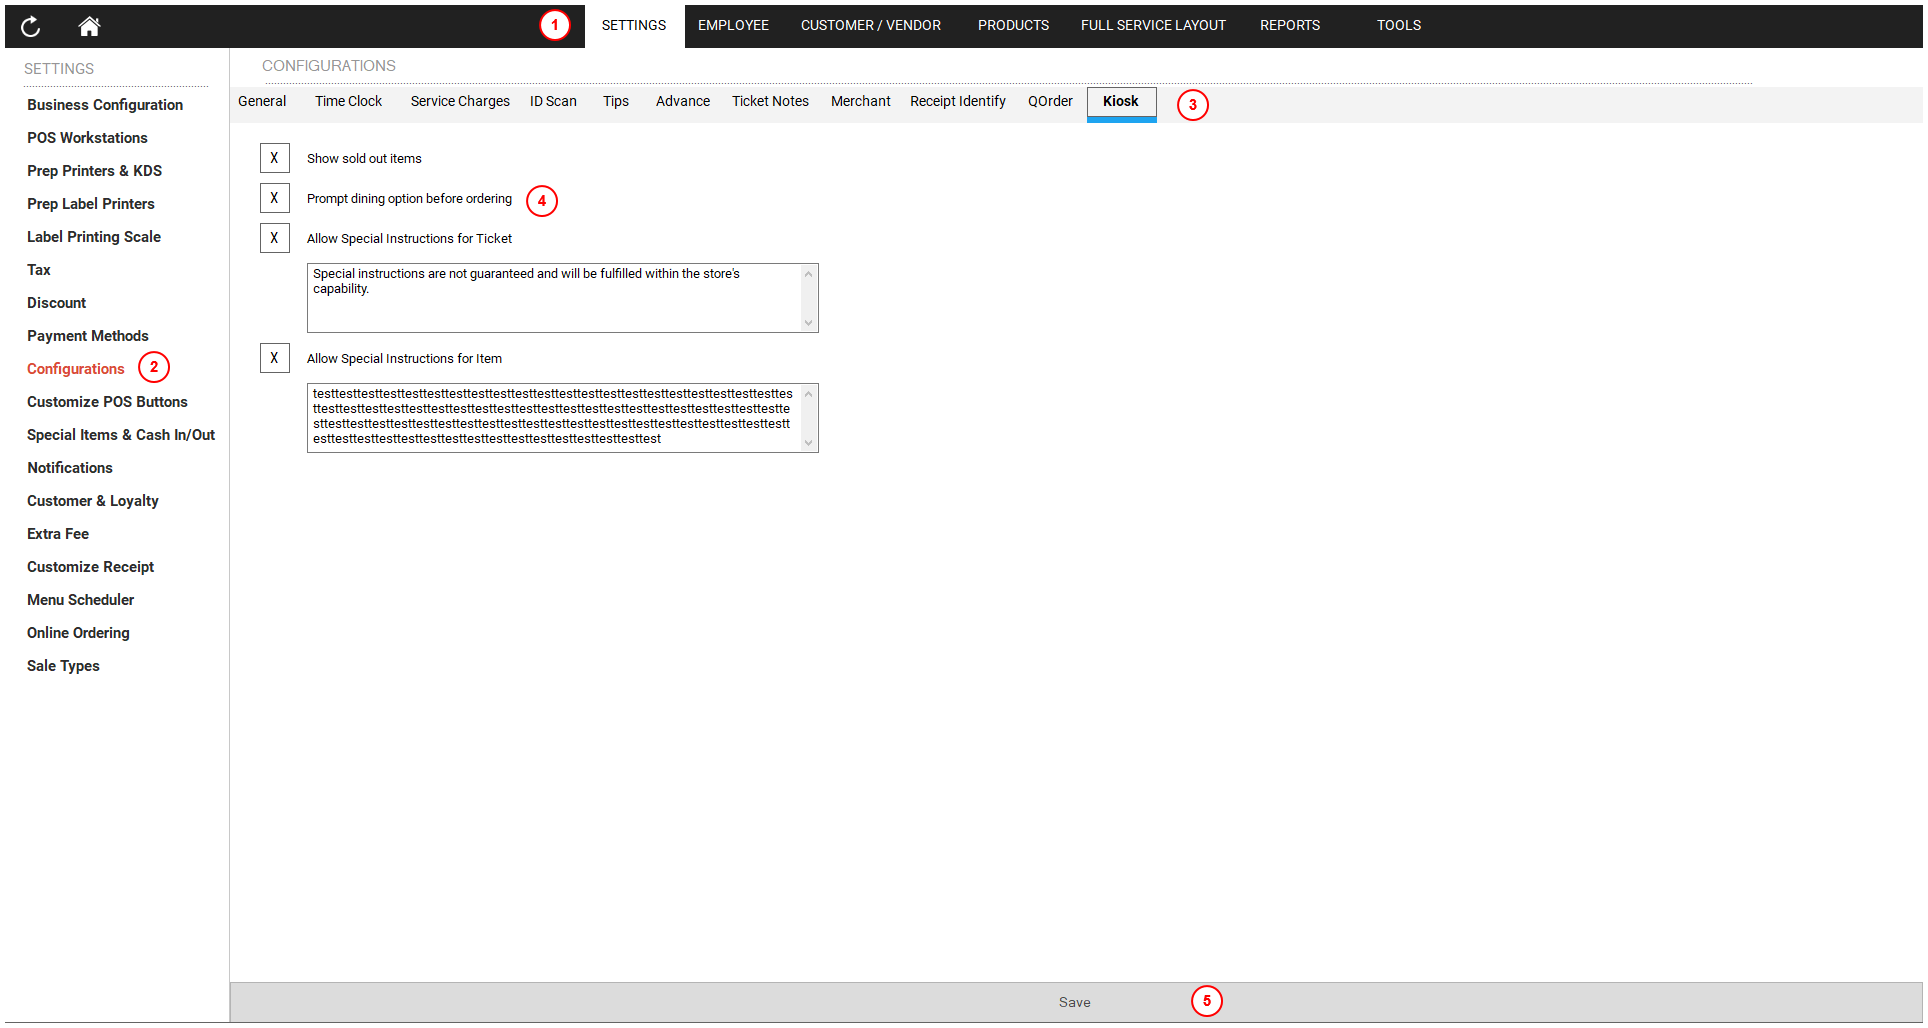 1
SETTINGS
EMPLOYEE
CUSTOMER / VENDOR
PRODUCTS
FULL SERVICE LAYOUT
REPORTS
TOOLS
SETTINGS
Business Configuration
POS Workstations
Prep Printers & KDS
Prep Label Printers
Label Printing Scale
Tax
Discount
Payment Methods
Configurations
2
Customize POS Buttons
Special Items & Cash In/Out
Notifications
Customer & Loyalty
Extra Fee
Customize Receipt
Menu Scheduler
Online Ordering
Sale Types
CONFIGURATIONS
General
Time Clock
Service Charges
ID Scan
Tips
Advance
Ticket Notes
Merchant
Receipt Identify
QOrder
Kiosk
3
X Show sold out items
X Prompt dining option before ordering
4
X Allow Special Instructions for Ticket
Special instructions are not guaranteed and will be fulfilled within the store's
capability.
X Allow Special Instructions for Item
Save
5